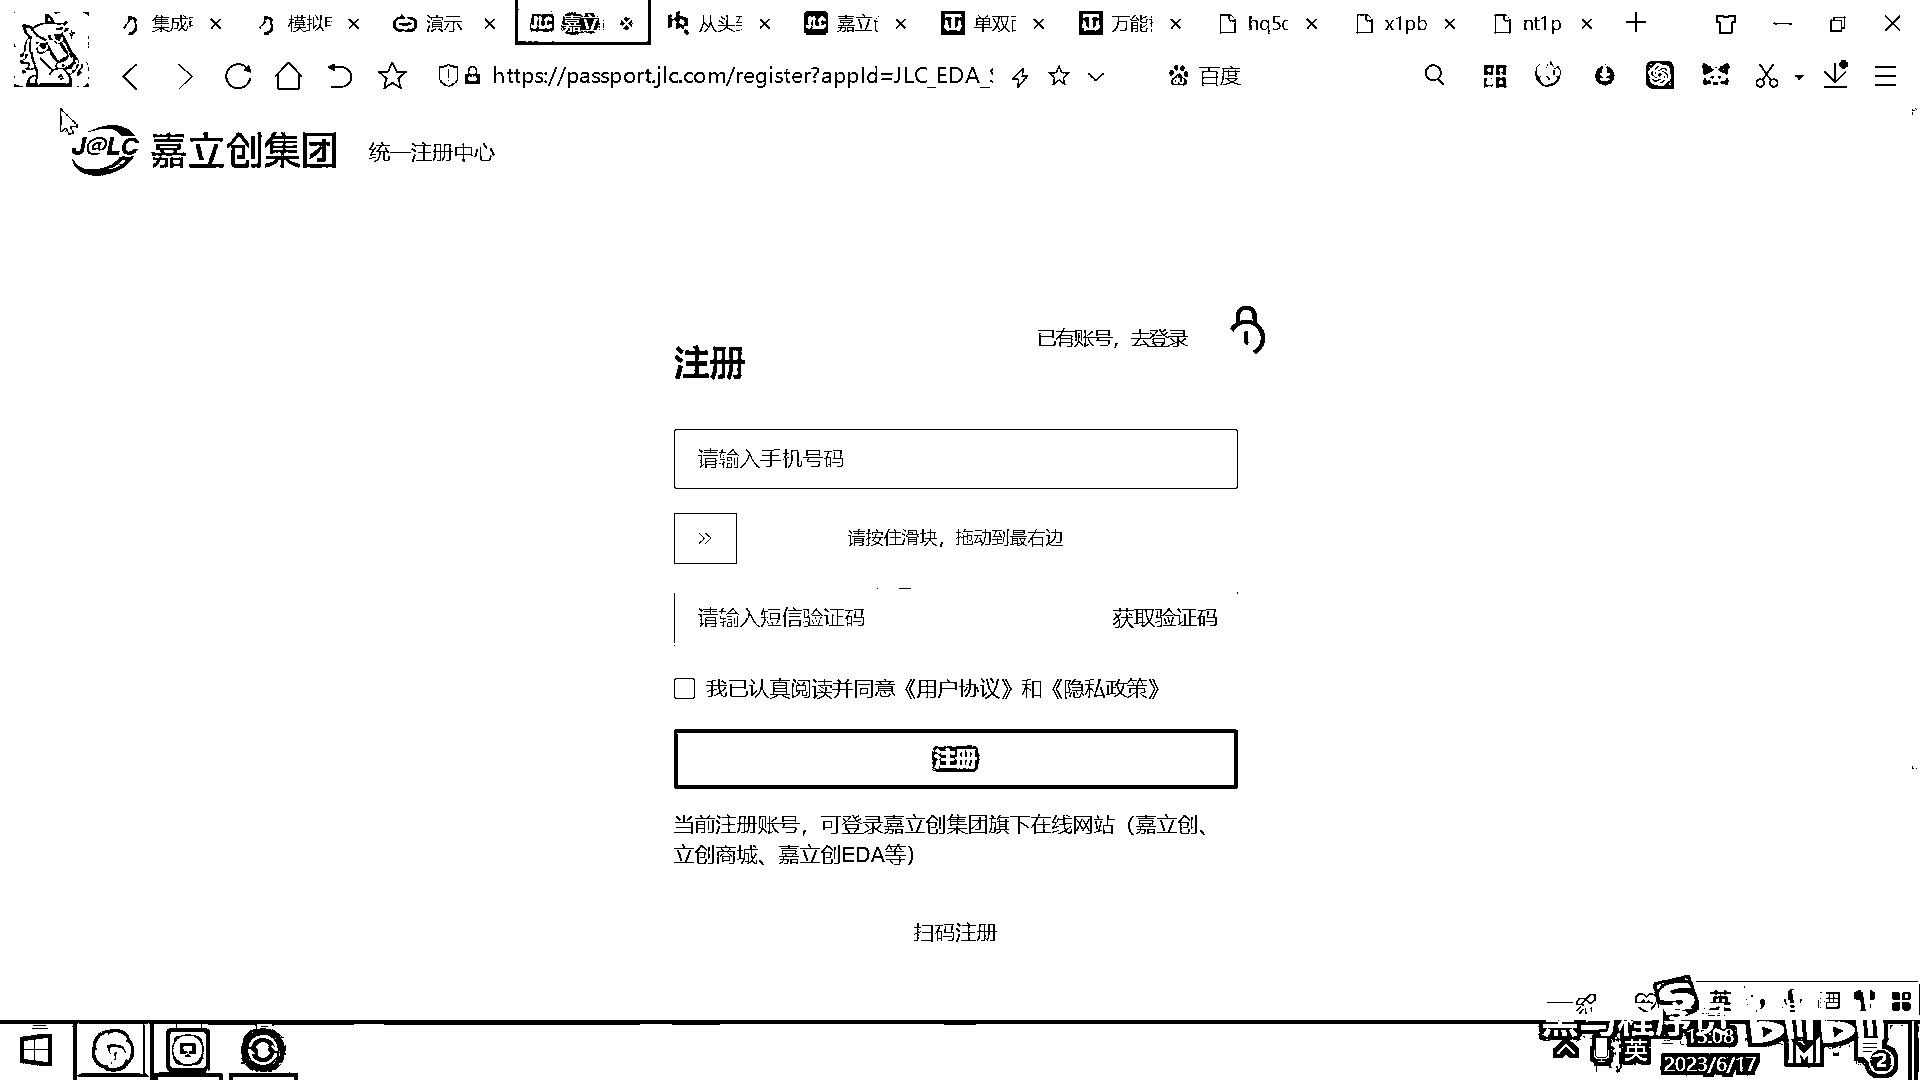 集成 模拟 演示 嘉立 从头 嘉立 单双 万能 hq5c x1pb nt1p
https://passport.jlc.com/register?appId=JLC_EDA_ 百度
J@LC 嘉立创集团 统一注册中心
已有账号，去登录
注册
请输入手机号码
» 请按住滑块，拖动到最右边
请输入短信验证码 获取验证码
我已认真阅读并同意《用户协议》和《隐私政策》
注册
当前注册账号，可登录嘉立创集团旗下在线网站（嘉立创、
立创商城、嘉立创EDA等）
扫码注册
英
英 15:08
2023/6/17
2